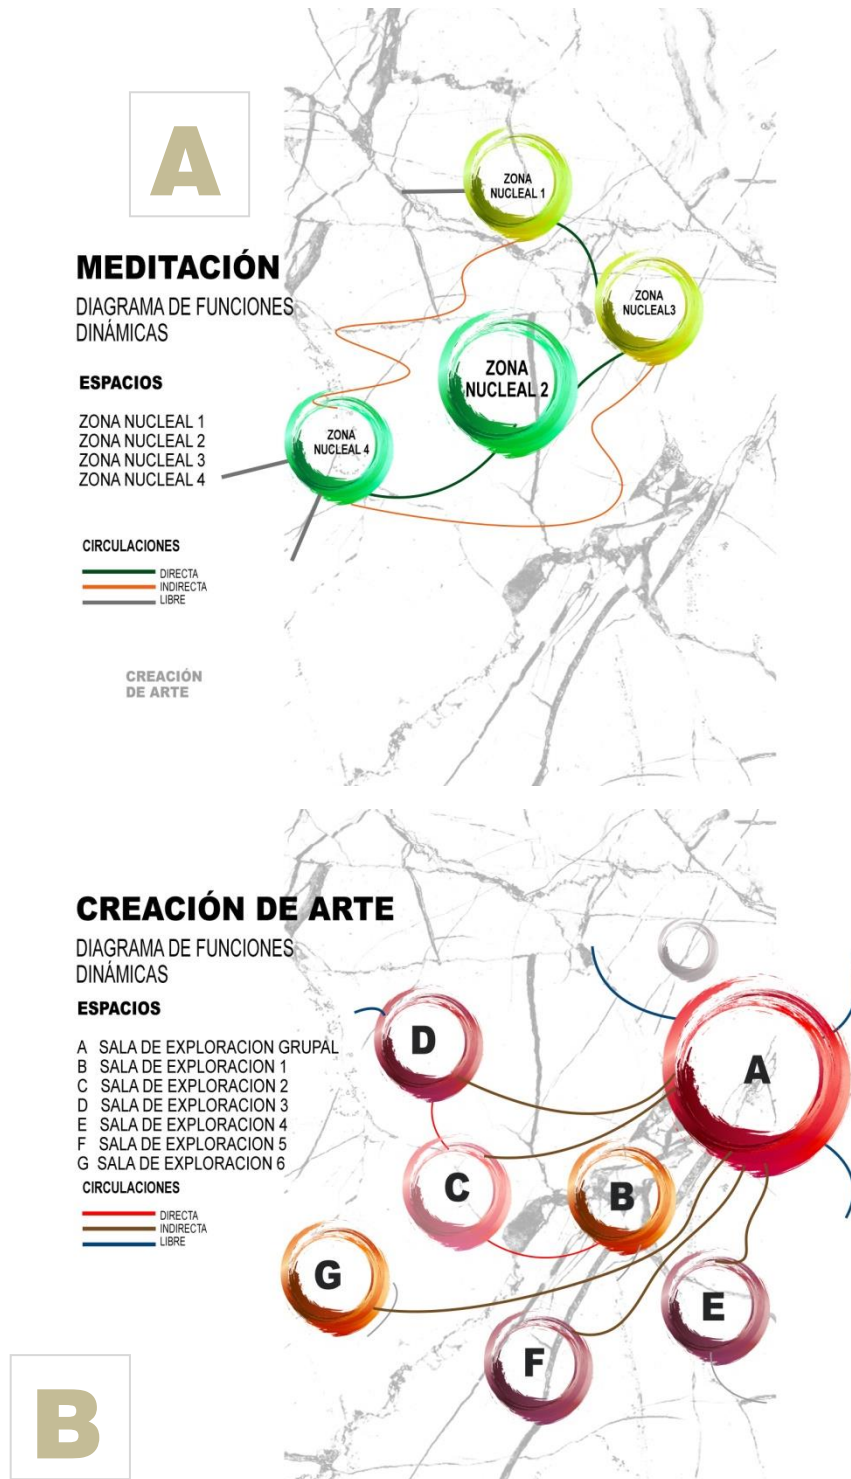 A
MEDITACIÓN
DIAGRAMA DE FUNCIONES
DINÁMICAS
ESPACIOS
ZONA NUCLEAL 1
ZONA NUCLEAL 2
ZONA NUCLEAL 3
ZONA NUCLEAL 4
CIRCULACIONES
DIRECTA
INDIRECTA
LIBRE
CREACIÓN
DE ARTE
ZONA
NUCLEAL 1
ZONA
NUCLEAL3
ZONA
NUCLEAL 2
ZONA
NUCLEAL 4
CREACIÓN DE ARTE
DIAGRAMA DE FUNCIONES
DINÁMICAS
ESPACIOS
A SALA DE EXPLORACION GRUPAL
B SALA DE EXPLORACION 1
C SALA DE EXPLORACION 2
D SALA DE EXPLORACION 3
E SALA DE EXPLORACION 4
F SALA DE EXPLORACION 5
G SALA DE EXPLORACION 6
CIRCULACIONES
DIRECTA
INDIRECTA
LIBRE
D
A
C
B
G
E
F
B